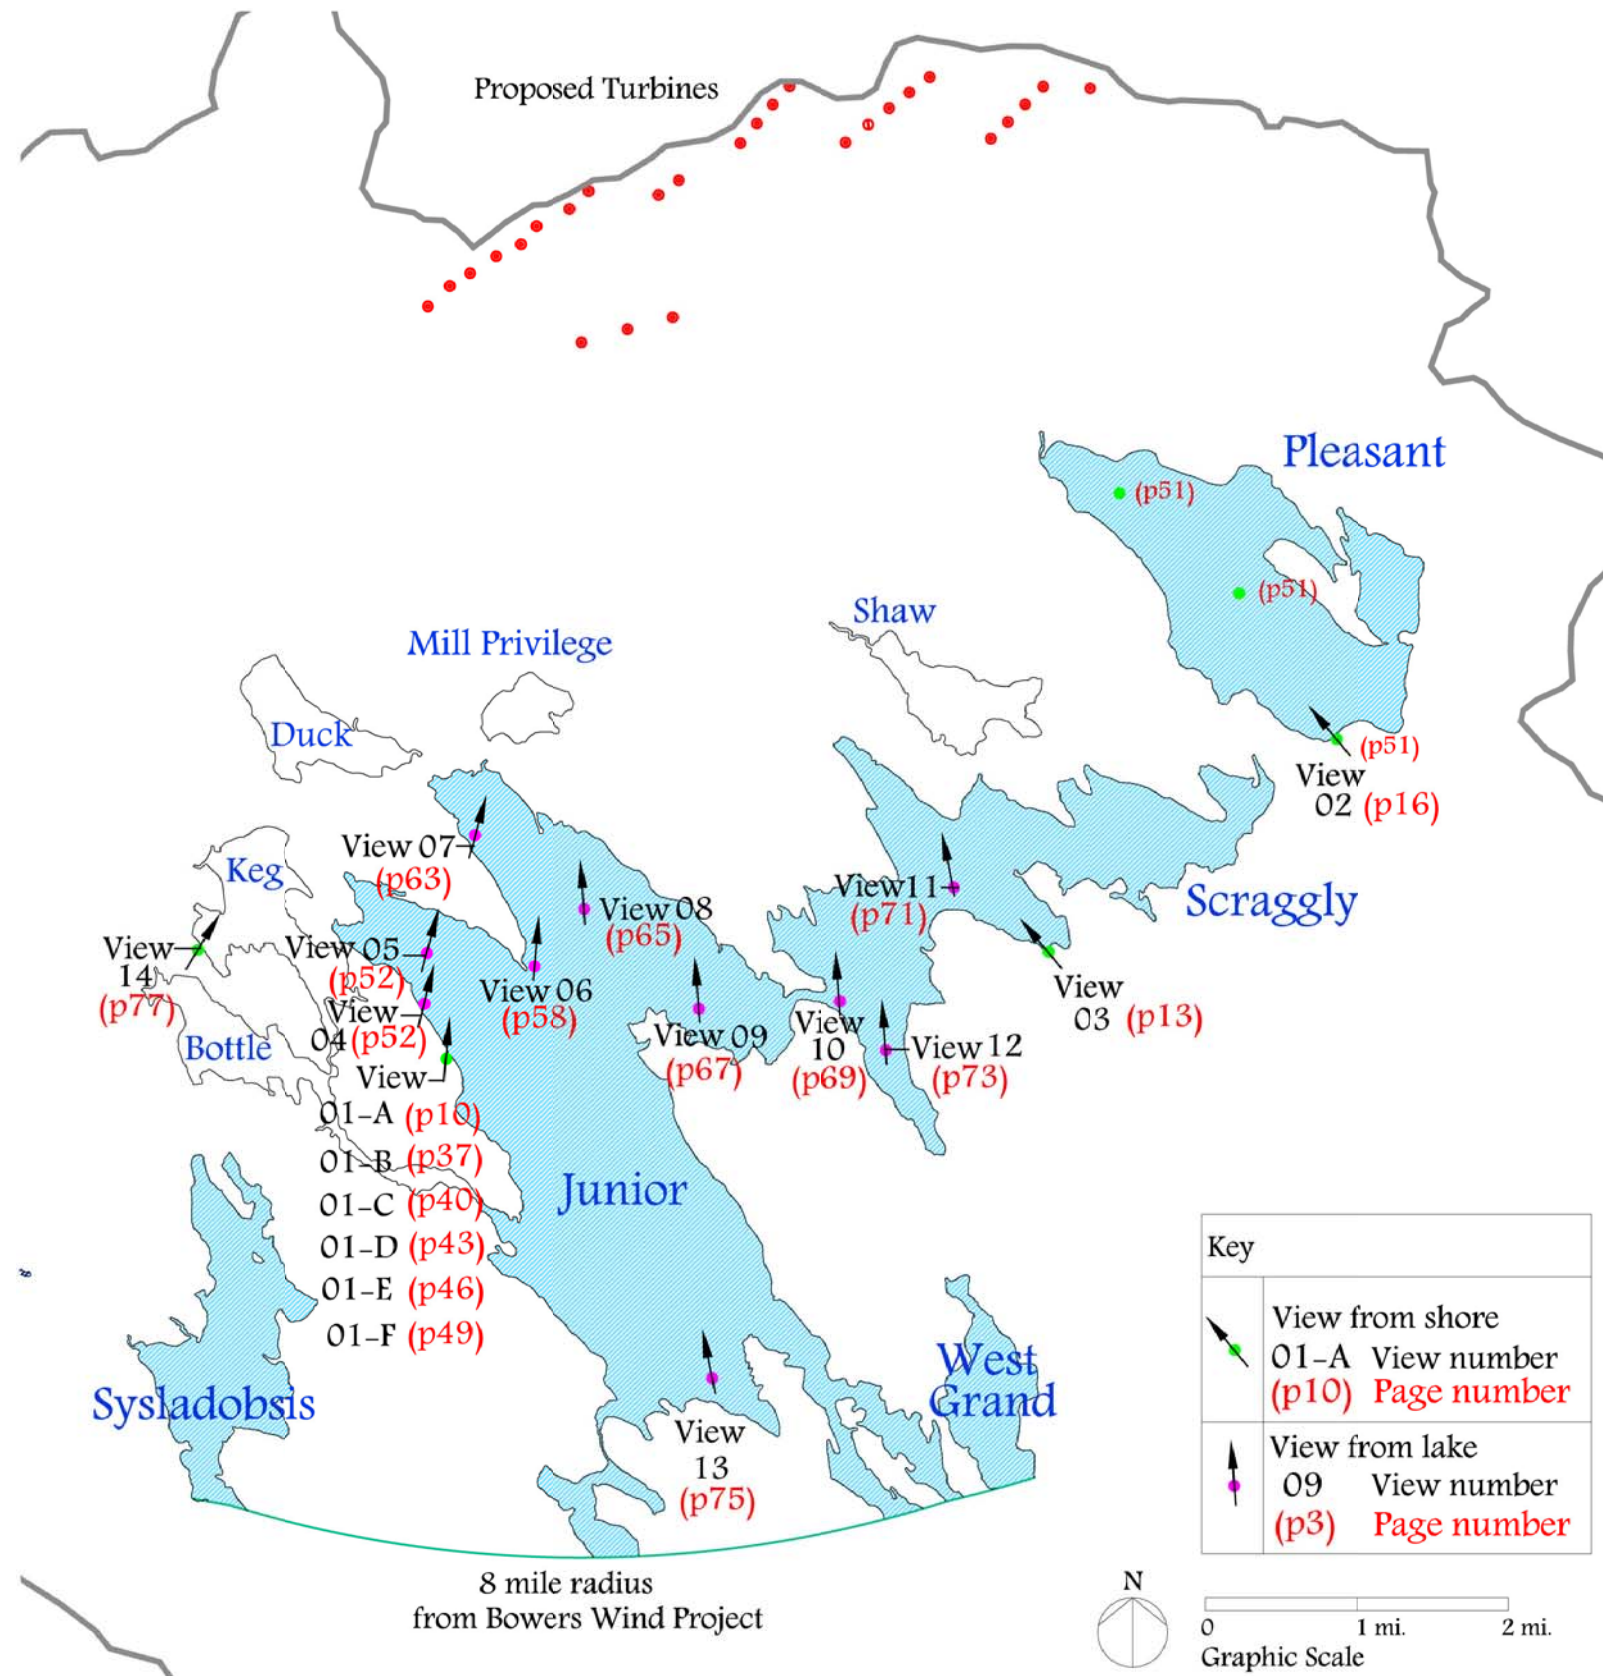 Proposed Turbines
Pleasant
(p51)
(p51)
Shaw
Mill Privilege
Duck
(p51)
View
02 (p16)
View 07
(p63)
Keg
View11
(p71)
Scraggly
View 08
(p65)
View
14
(p77)
View 05
(p52)
View 06
(p58)
View
03 (p13)
View
04 (p52)
Bottle
View 09
(p67)
View
10
(p69)
View 12
(p73)
View
01-A (p10)
01-B (p37)
01-C (p40)
01-D (p43)
01-E (p46)
01-F (p49)
Junior
Sysladobsis
West
Grand
View
13
(p75)
Key
View from shore
01-A View number
(p10) Page number
View from lake
09 View number
(p3) Page number
8 mile radius
from Bowers Wind Project
N
0 1 mi. 2 mi.
Graphic Scale